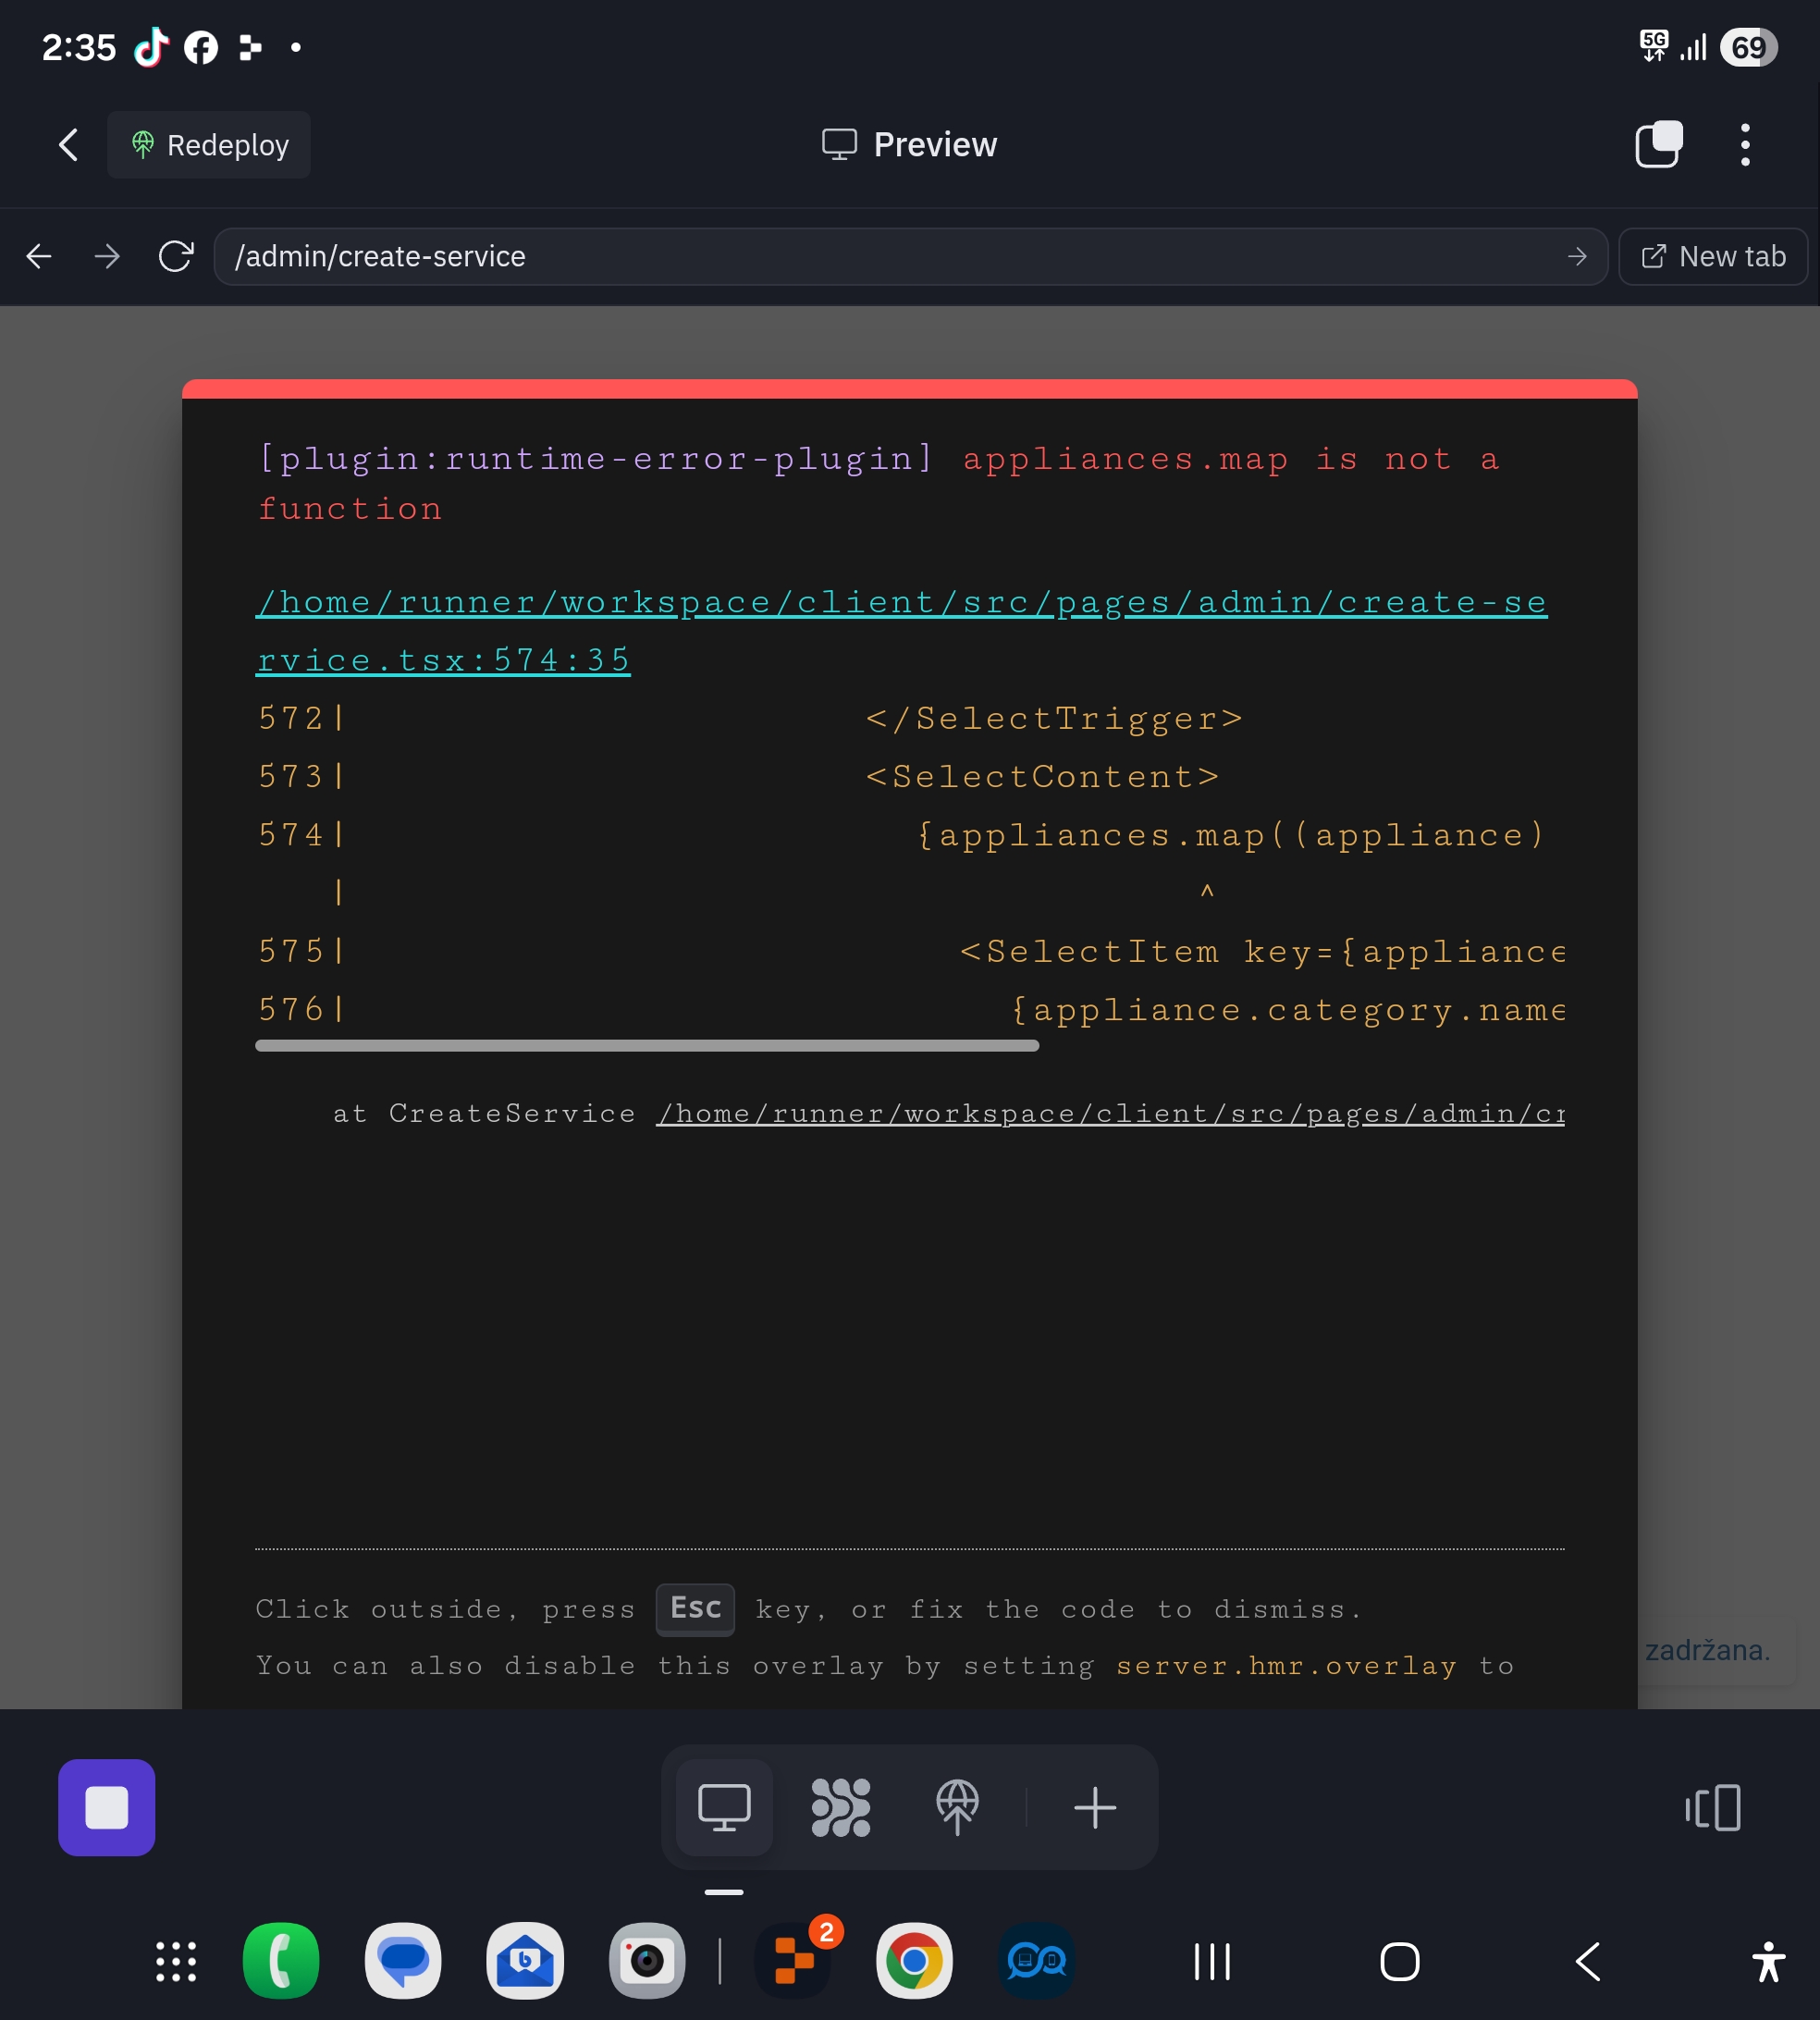 2:35
5G
69
Redeploy
Preview
/admin/create-service
New tab
[plugin:runtime-error-plugin] appliances.map is not a
function
/home/runner/workspace/client/src/pages/admin/create-se
rvice.tsx:574:35
572|                      </SelectTrigger>
573|                      <SelectContent>
574|                        {appliances.map((appliance)
   |                                   ^
575|                          <SelectItem key={appliance
576|                            {appliance.category.name
at CreateService /home/runner/workspace/client/src/pages/admin/cr
Click outside, press Esc key, or fix the code to dismiss.
You can also disable this overlay by setting server.hmr.overlay to
zadržana.
2